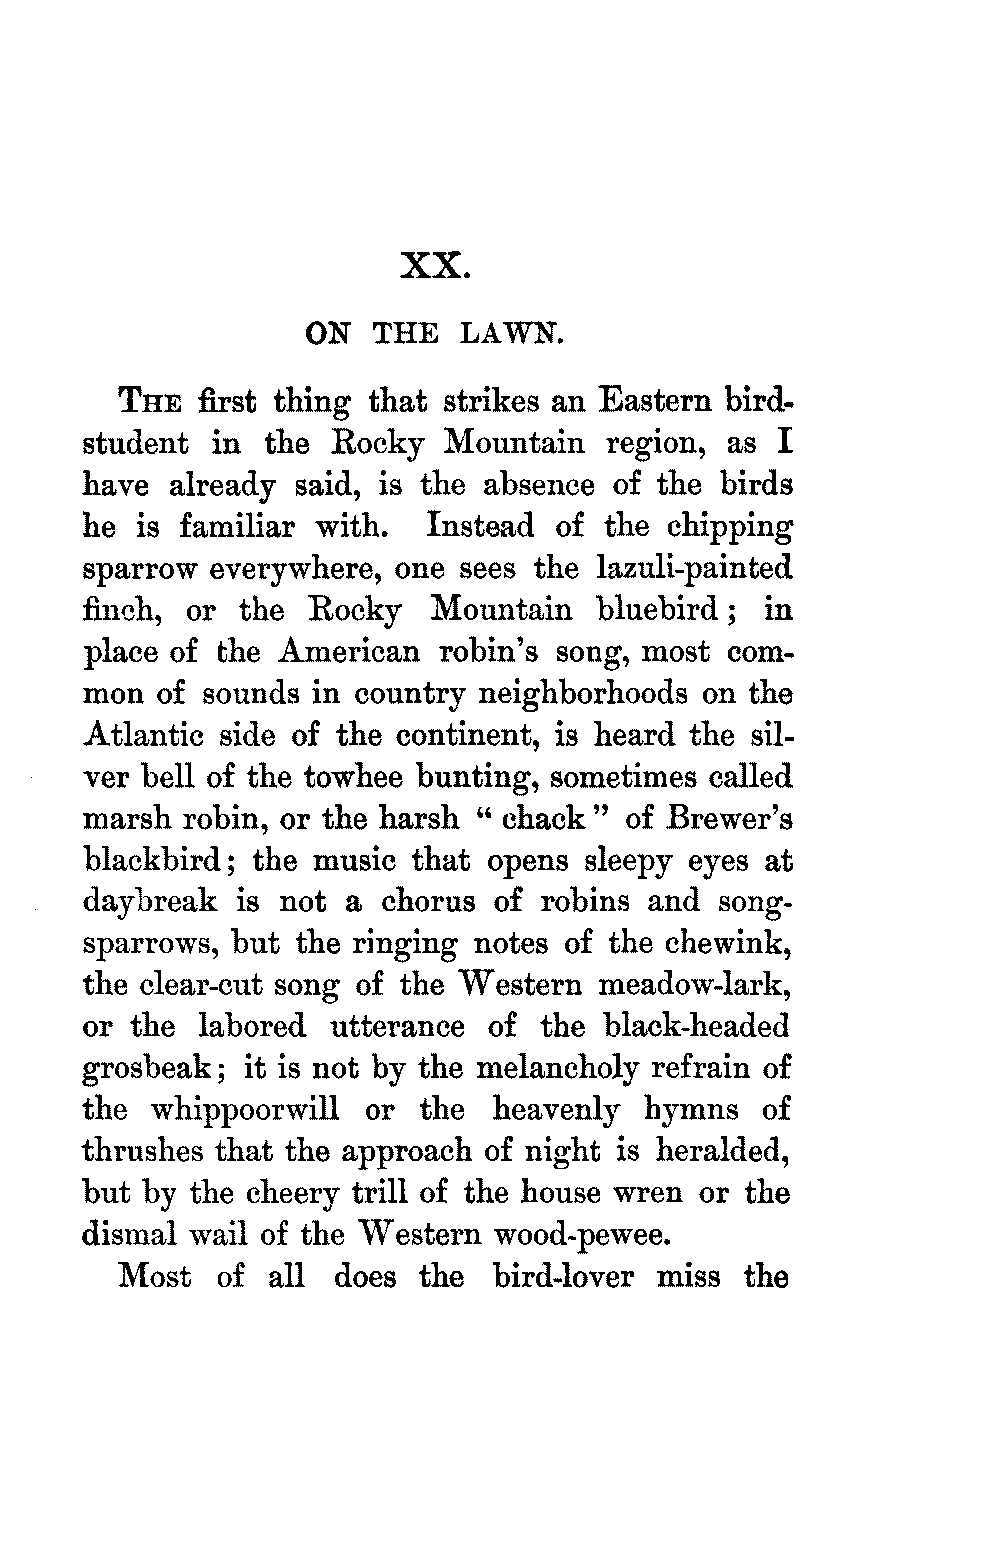 XX.
ON THE LAWN.
THE first thing that strikes an Eastern bird-
student in the Rocky Mountain region, as I
have already said, is the absence of the birds
he is familiar with. Instead of the chipping
sparrow everywhere, one sees the lazuli-painted
finch, or the Rocky Mountain bluebird; in
place of the American robin's song, most com-
mon of sounds in country neighborhoods on the
Atlantic side of the continent, is heard the sil-
ver bell of the towhee bunting, sometimes called
marsh robin, or the harsh "chack" of Brewer's
blackbird; the music that opens sleepy eyes at
daybreak is not a chorus of robins and song-
sparrows, but the ringing notes of the chewink,
the clear-cut song of the Western meadow-lark,
or the labored utterance of the black-headed
grosbeak; it is not by the melancholy refrain of
the whippoorwill or the heavenly hymns of
thrushes that the approach of night is heralded,
but by the cheery trill of the house wren or the
dismal wail of the Western wood-pewee.
Most of all does the bird-lover miss the